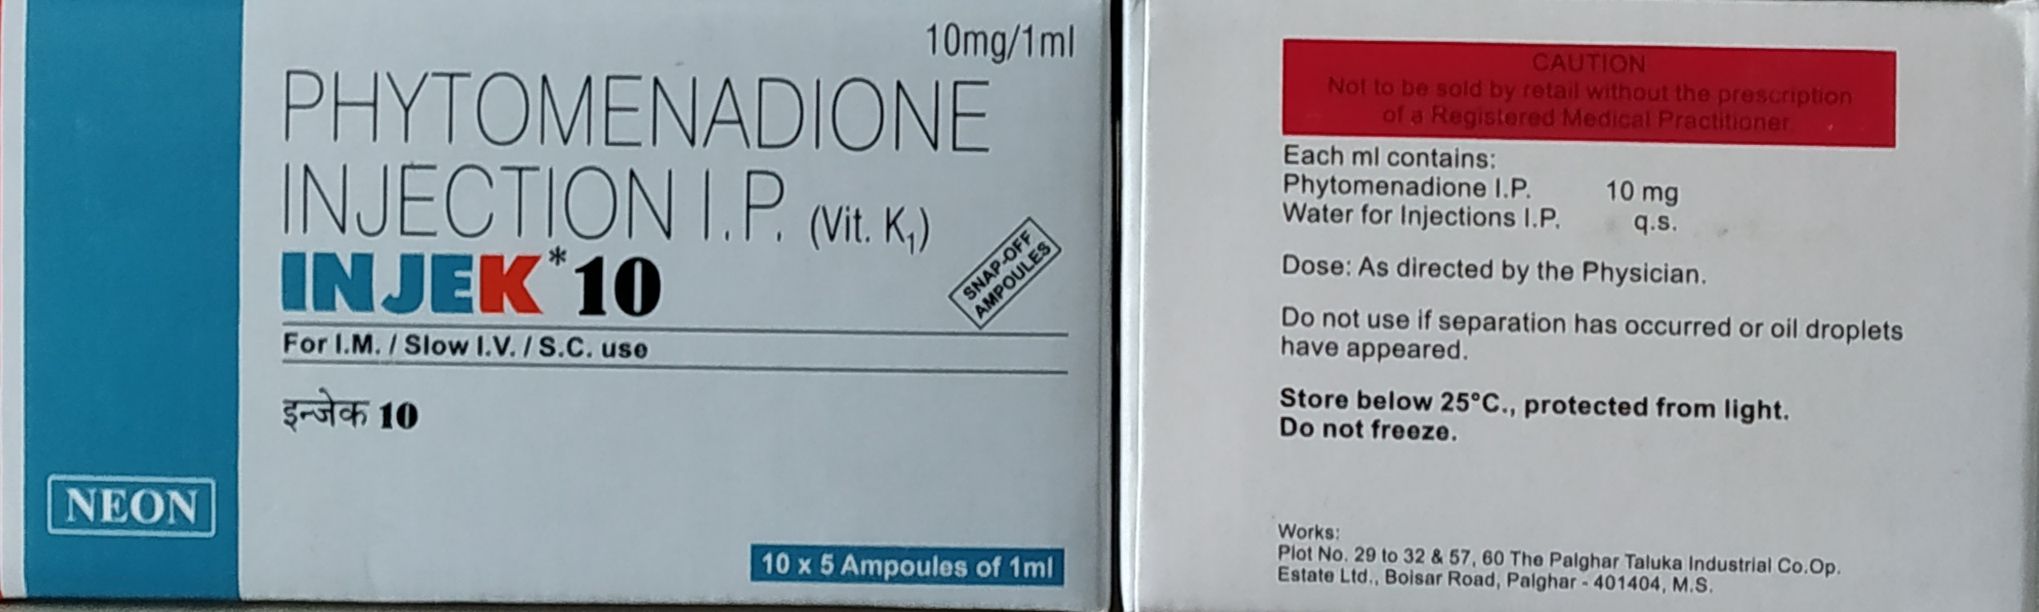 10mg/1ml
PHYTOMENADIONE
INJECTION I.P. (Vit. K₁)
INJEK*10
SNAP-OFF
AMPOULES
For I.M. / Slow I.V. / S.C. use
इन्जेक 10
NEON
10 x 5 Ampoules of 1ml
CAUTION
Not to be sold by retail without the prescription
of a Registered Medical Practitioner
Each ml contains:
Phytomenadione I.P. 10 mg
Water for Injections I.P. q.s.
Dose: As directed by the Physician.
Do not use if separation has occurred or oil droplets
have appeared.
Store below 25°C., protected from light.
Do not freeze.
Works:
Plot No. 29 to 32 & 57, 60 The Palghar Taluka Industrial Co.Op.
Estate Ltd., Boisar Road, Palghar - 401404, M.S.